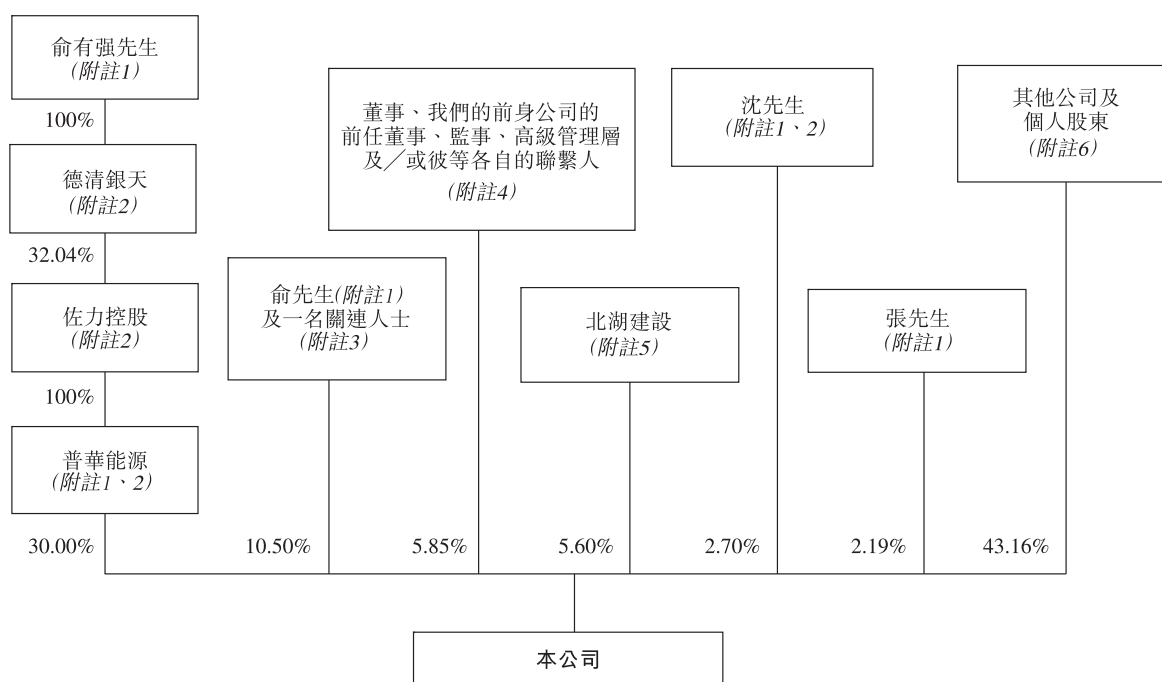 俞有强先生
(附註1)
100%
德清銀天
(附註2)
32.04%
佐力控股
(附註2)
100%
普華能源
(附註1、2)
30.00%
俞先生(附註1)
及一名關連人士
(附註3)
10.50%
董事、我們的前身公司的
前任董事、監事、高級管理層
及╱或彼等各自的聯繫人
(附註4)
5.85%
北湖建設
(附註5)
5.60%
沈先生
(附註1、2)
2.70%
張先生
(附註1)
2.19%
其他公司及
個人股東
(附註6)
43.16%
本公司